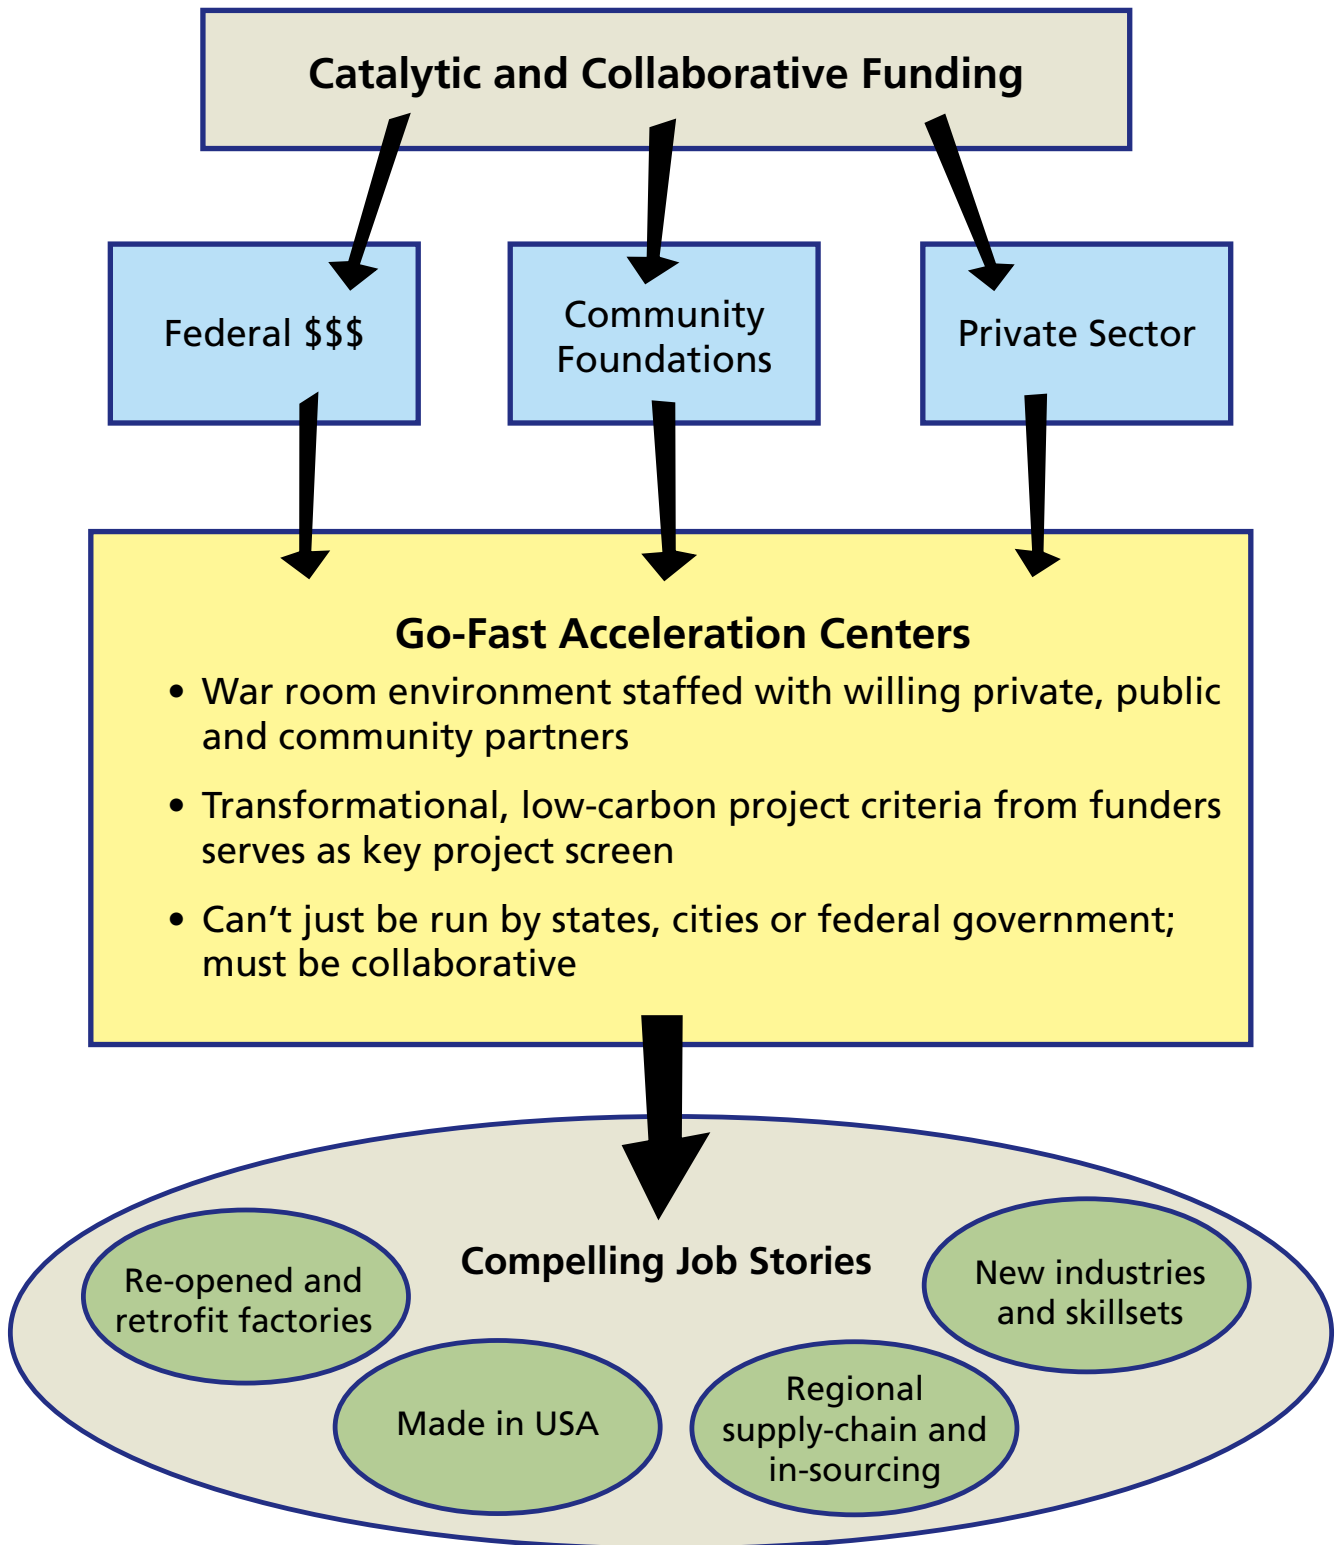 Catalytic and Collaborative Funding
Federal $$$
Community
Foundations
Private Sector
Go-Fast Acceleration Centers
• War room environment staffed with willing private, public
and community partners
• Transformational, low-carbon project criteria from funders
serves as key project screen
• Can’t just be run by states, cities or federal government;
must be collaborative
Compelling Job Stories
Re-opened and
retrofit factories
Made in USA
Regional
supply-chain and
in-sourcing
New industries
and skillsets